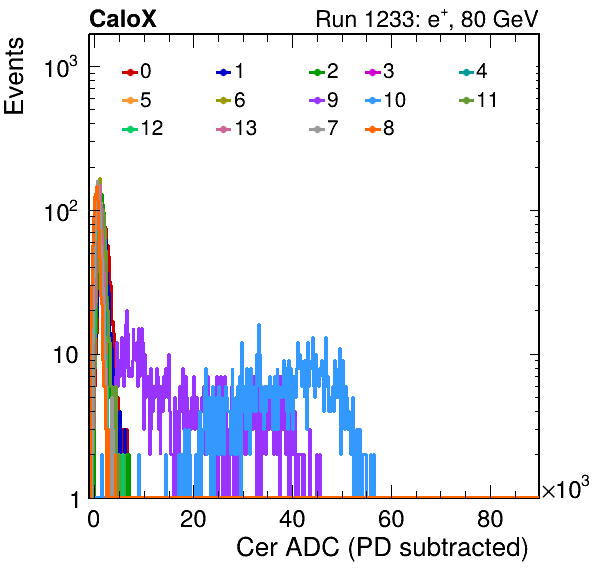 CaloX Run 1233: e⁺, 80 GeV
Events
10³
0 1 2 3 4
5 6 9 10 11
12 13 7 8
10²
10
1
0 20 40 60 80 ×10³
Cer ADC (PD subtracted)